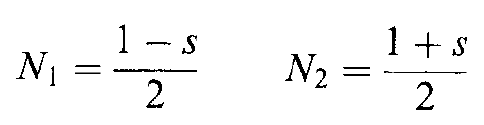 N₁ = (1 − s)/2    N₂ = (1 + s)/2